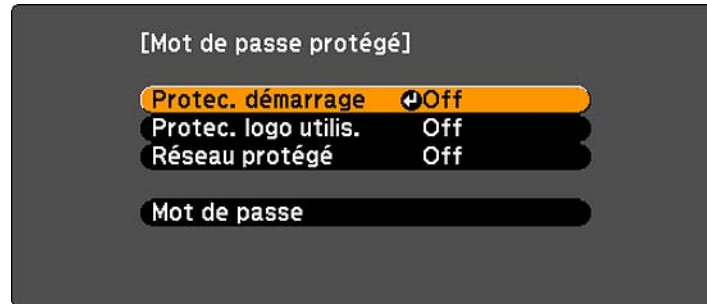 [Mot de passe protégé]
Protec. démarrage Off
Protec. logo utilis. Off
Réseau protégé Off
Mot de passe